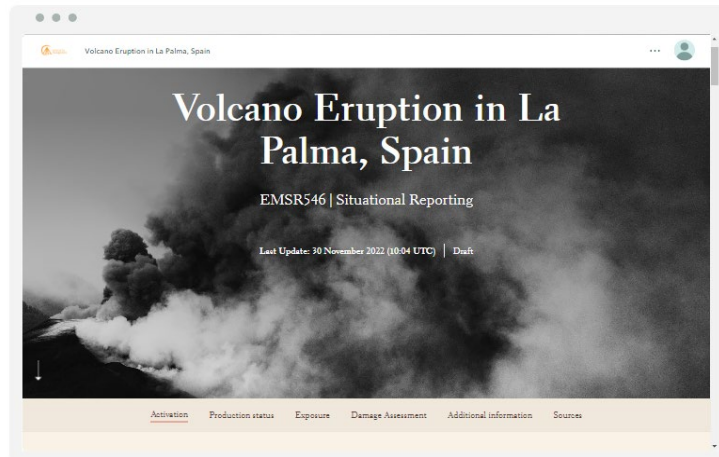 Volcano Eruption in La Palma, Spain
Volcano Eruption in La
Palma, Spain
EMSR546 | Situational Reporting
Last Update: 30 November 2022 (10:04 UTC) | Draft
Activation Production status Exposure Damage Assessment Additional information Sources